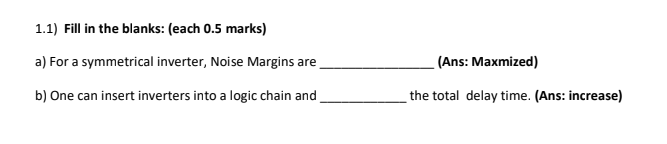 1.1) Fill in the blanks: (each 0.5 marks)
a) For a symmetrical inverter, Noise Margins are ________________ (Ans: Maxmized)
b) One can insert inverters into a logic chain and ____________ the total delay time. (Ans: increase)